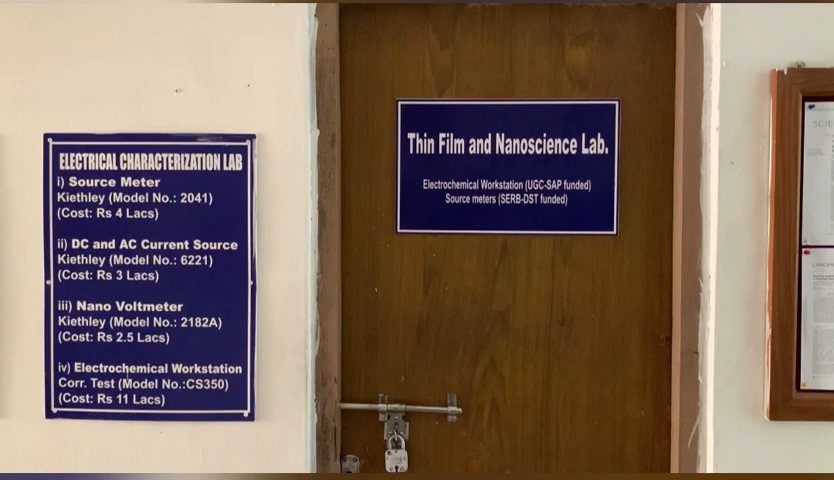 ELECTRICAL CHARACTERIZATION LAB
i) Source Meter
Kiethley (Model No.: 2041)
(Cost: Rs 4 Lacs)
ii) DC and AC Current Source
Kiethley (Model No.: 6221)
(Cost: Rs 3 Lacs)
iii) Nano Voltmeter
Kiethley (Model No.: 2182A)
(Cost: Rs 2.5 Lacs)
iv) Electrochemical Workstation
Corr. Test (Model No.:CS350)
(Cost: Rs 11 Lacs)
Thin Film and Nanoscience Lab.
Electrochemical Workstation (UGC-SAP funded)
Source meters (SERB-DST funded)